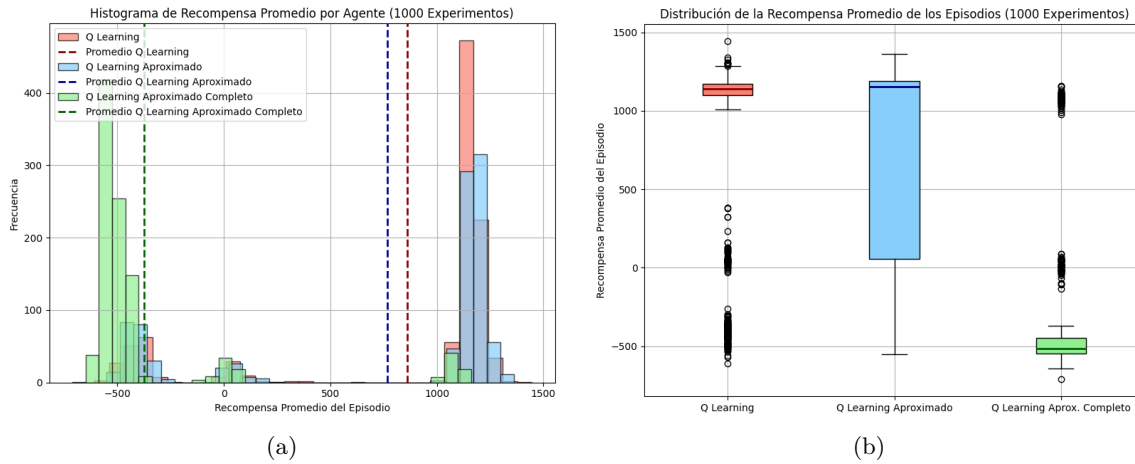 Histograma de Recompensa Promedio por Agente (1000 Experimentos)
Q Learning
Promedio Q Learning
Q Learning Aproximado
Promedio Q Learning Aproximado
Q Learning Aproximado Completo
Promedio Q Learning Aproximado Completo
Frecuencia
400
300
200
100
0
−500
0
500
1000
1500
Recompensa Promedio del Episodio
(a)
Distribución de la Recompensa Promedio de los Episodios (1000 Experimentos)
Recompensa Promedio del Episodio
1500
1000
500
0
−500
Q Learning
Q Learning Aproximado
Q Learning Aprox. Completo
(b)